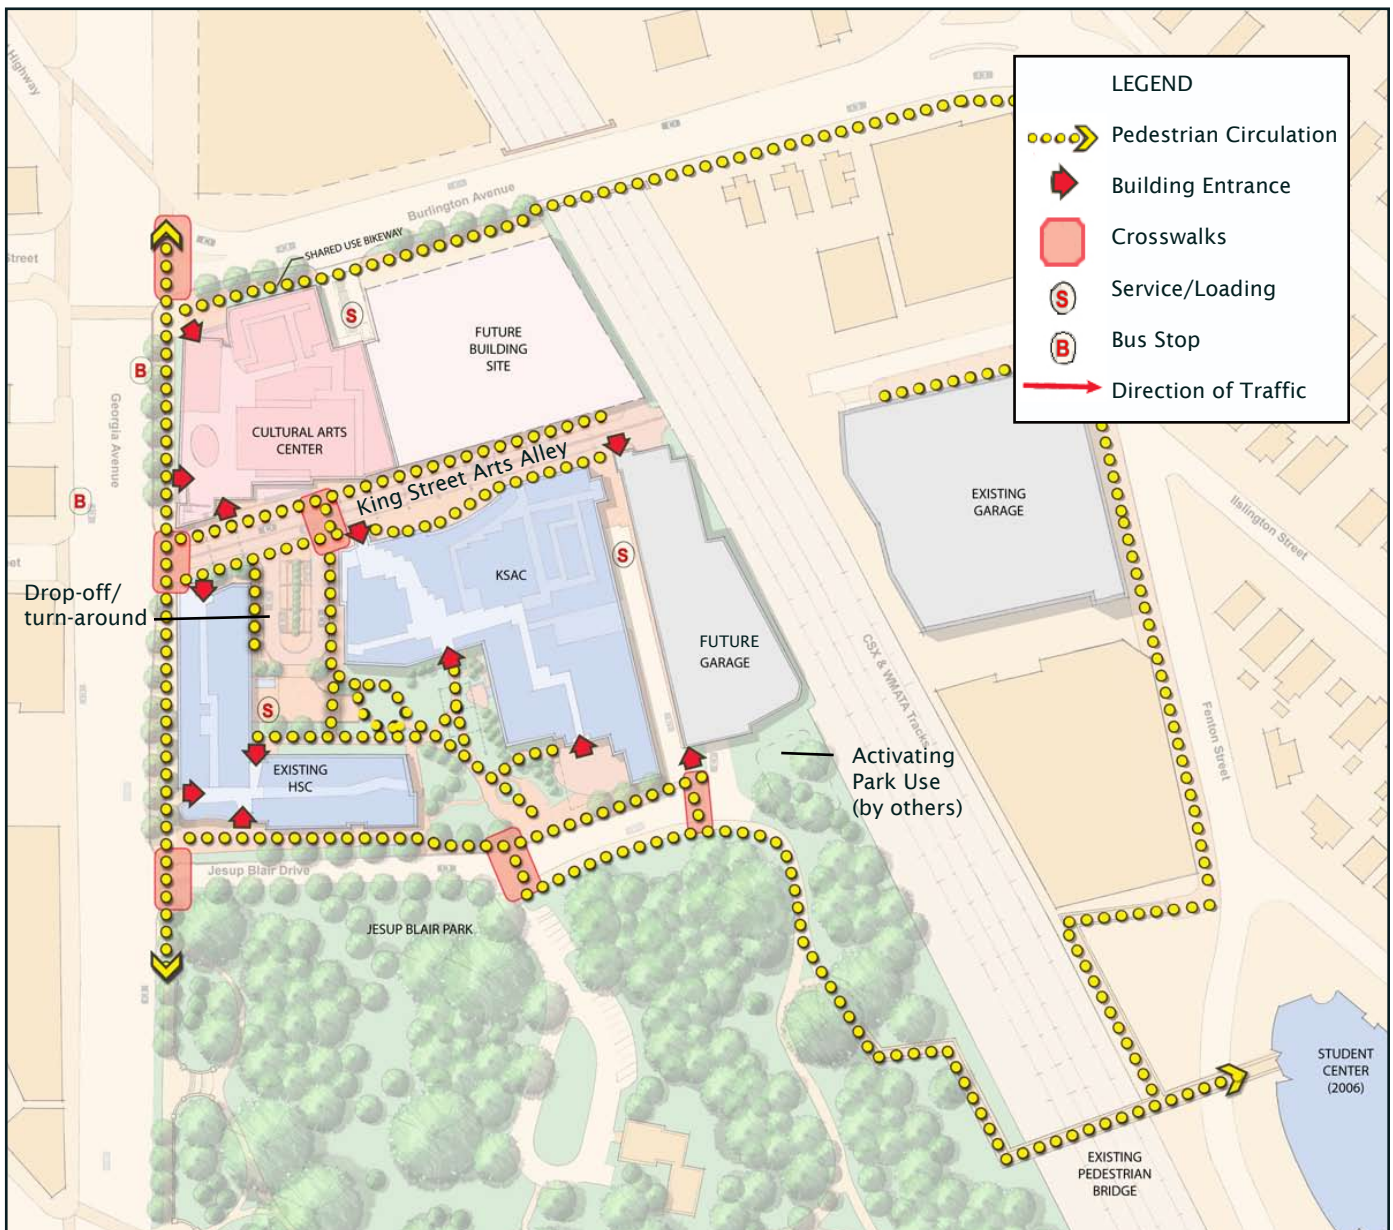 Highway
LEGEND
Pedestrian Circulation
Building Entrance
Crosswalks
S
Service/Loading
B
Bus Stop
Direction of Traffic
Burlington Avenue
SHARED USE BIKEWAY
Street
S
FUTURE
BUILDING
SITE
B
Georgia Avenue
CULTURAL ARTS
CENTER
King Street Arts Alley
B
EXISTING
GARAGE
Islington Street
S
KSAC
Drop-off/
turn-around
FUTURE
GARAGE
CSX & WMATA Tracks
Fenton Street
S
EXISTING
HSC
Activating
Park Use
(by others)
Jesup Blair Drive
JESUP BLAIR PARK
STUDENT
CENTER
(2006)
EXISTING
PEDESTRIAN
BRIDGE